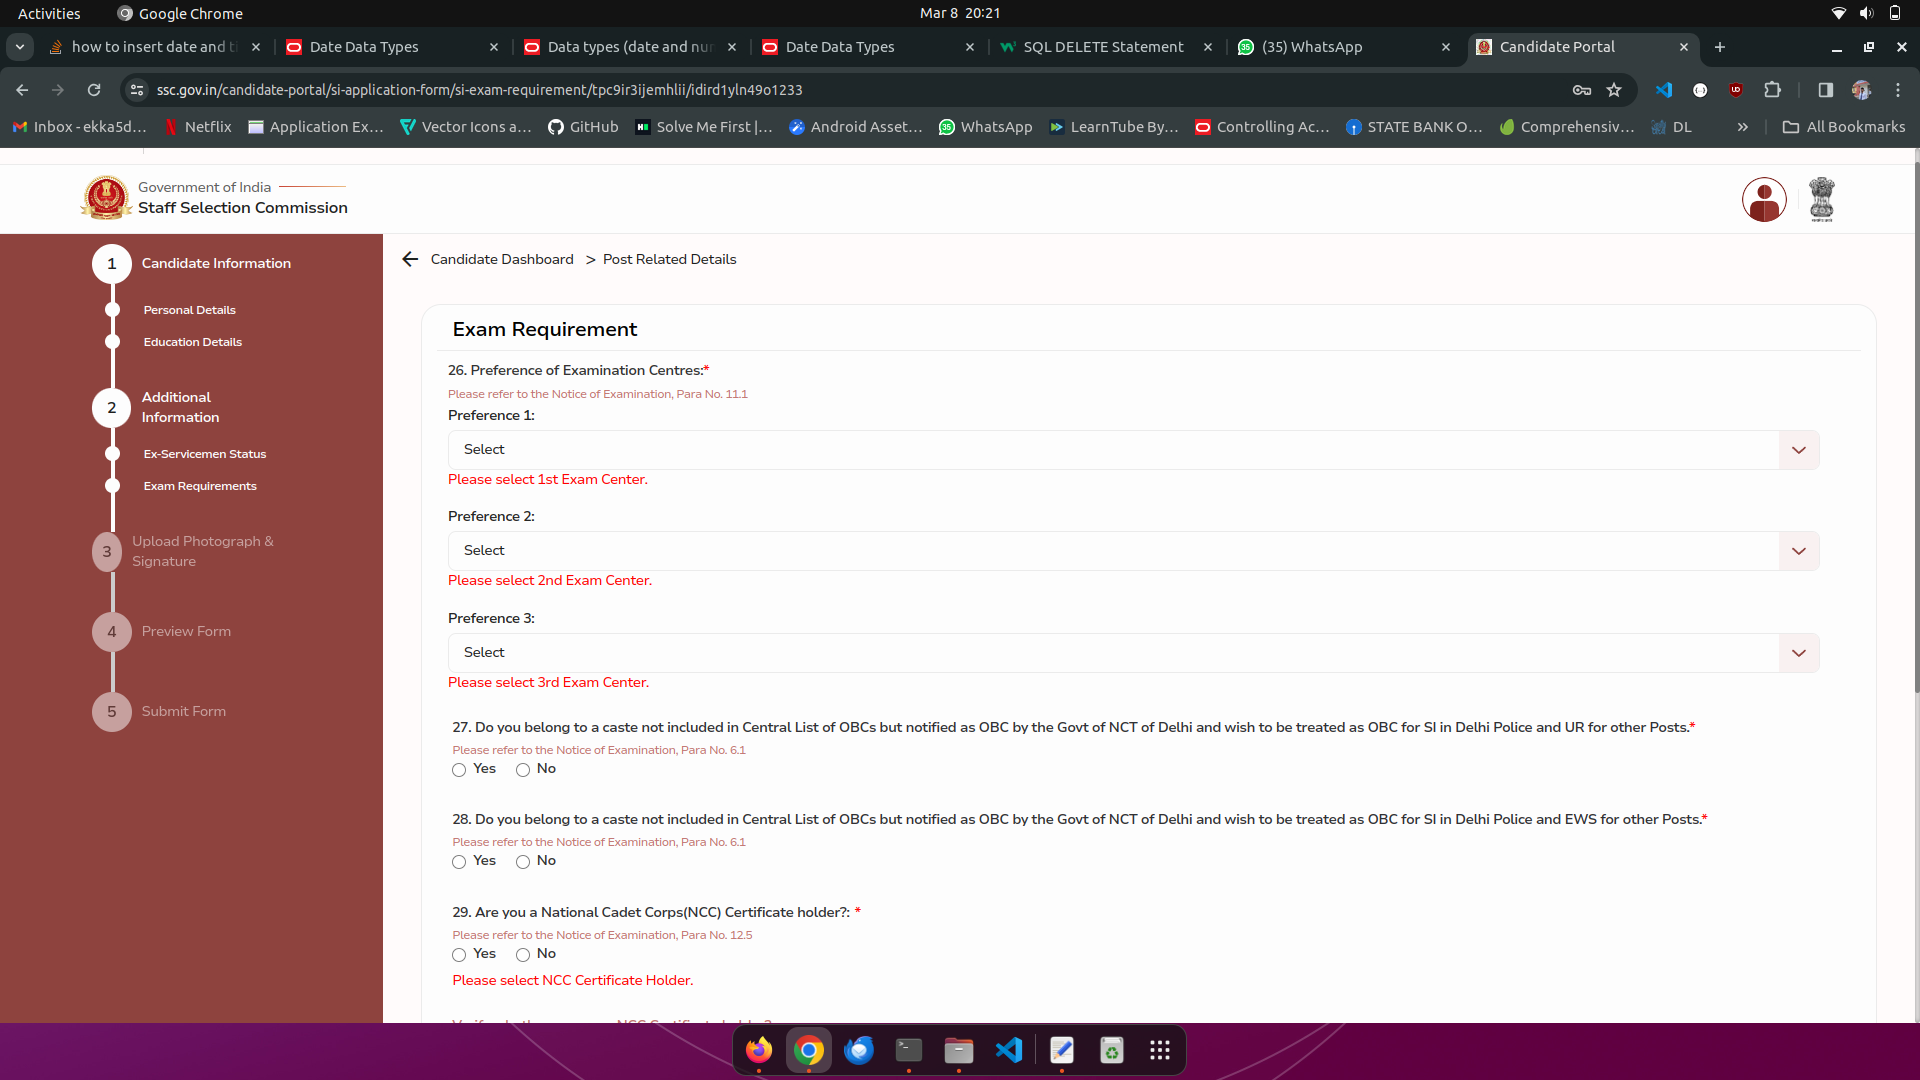 Activities
Google Chrome
Mar 8 20:21
how to insert date and ti
Date Data Types
Data types (date and nu
Date Data Types
SQL DELETE Statement
(35) WhatsApp
Candidate Portal
ssc.gov.in/candidate-portal/si-application-form/si-exam-requirement/tpc9ir3ijemhlii/idird1yln49o1233
Inbox - ekka5d...
Netflix
Application Ex...
Vector Icons a...
GitHub
Solve Me First |...
Android Asset...
WhatsApp
LearnTube By...
Controlling Ac...
STATE BANK O...
Comprehensiv...
DL
All Bookmarks
Government of India
Staff Selection Commission
1 Candidate Information
Personal Details
Education Details
2 Additional
Information
Ex-Servicemen Status
Exam Requirements
3 Upload Photograph &
Signature
4 Preview Form
5 Submit Form
Candidate Dashboard > Post Related Details
Exam Requirement
26. Preference of Examination Centres:*
Please refer to the Notice of Examination, Para No. 11.1
Preference 1:
Select
Please select 1st Exam Center.
Preference 2:
Select
Please select 2nd Exam Center.
Preference 3:
Select
Please select 3rd Exam Center.
27. Do you belong to a caste not included in Central List of OBCs but notified as OBC by the Govt of NCT of Delhi and wish to be treated as OBC for SI in Delhi Police and UR for other Posts.*
Please refer to the Notice of Examination, Para No. 6.1
Yes No
28. Do you belong to a caste not included in Central List of OBCs but notified as OBC by the Govt of NCT of Delhi and wish to be treated as OBC for SI in Delhi Police and EWS for other Posts.*
Please refer to the Notice of Examination, Para No. 6.1
Yes No
29. Are you a National Cadet Corps(NCC) Certificate holder?: *
Please refer to the Notice of Examination, Para No. 12.5
Yes No
Please select NCC Certificate Holder.